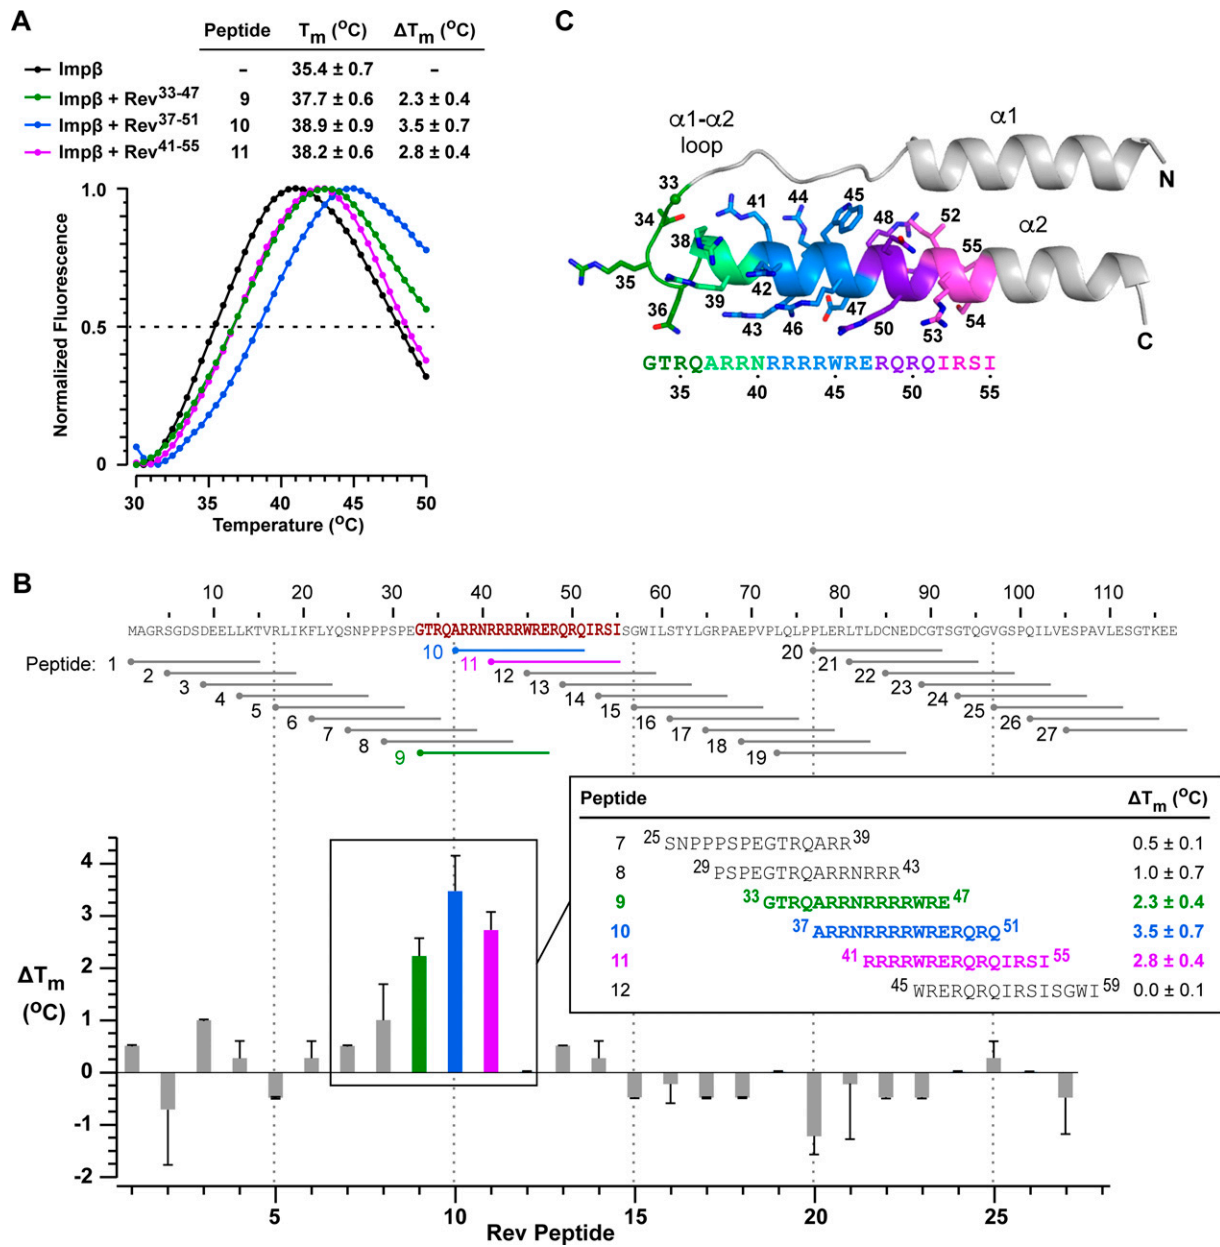 A
Peptide Tm (°C) ΔTm (°C)
Impβ – 35.4 ± 0.7 –
Impβ + Rev33-47 9 37.7 ± 0.6 2.3 ± 0.4
Impβ + Rev37-51 10 38.9 ± 0.9 3.5 ± 0.7
Impβ + Rev41-55 11 38.2 ± 0.6 2.8 ± 0.4
1.0
0.5
0
Normalized Fluorescence
30 35 40 45 50
Temperature (°C)
C
α1-α2
loop
α1
N
33
34
35
36
38
39
41
42
43
44
45
46
47
48
50
52
53
54
55
α2
C
GTRQARRNRRRRWRERQRQIRSI
35 40 45 50 55
B
10 20 30 40 50 60 70 80 90 100 110
MAGRSGDSDEELLKTVRLIKFLYQSNPPPSPEGTRQARRNRRRRWRERQRQIRSISGWILSTYLGRPAEPVPLQLPPLERLTLDCNEDCGTSGTQGVGSPQILVESPAVLESGTKEE
Peptide: 1
2
3
4
5
6
7
8
9
10
11
12
13
14
15
16
17
18
19
20
21
22
23
24
25
26
27
Peptide ΔTm (°C)
7 25SNPPPSPEGTRQARR39 0.5 ± 0.1
8 29PSPEGTRQARRNRRR43 1.0 ± 0.7
9 33GTRQARRNRRRRWRE47 2.3 ± 0.4
10 37ARRNRRRRWRERQRQ51 3.5 ± 0.7
11 41RRRRWRERQRQIRSI55 2.8 ± 0.4
12 45WRERQRQIRSISGWI59 0.0 ± 0.1
4
3
2
1
0
-1
-2
ΔTm
(°C)
5 10 15 20 25
Rev Peptide